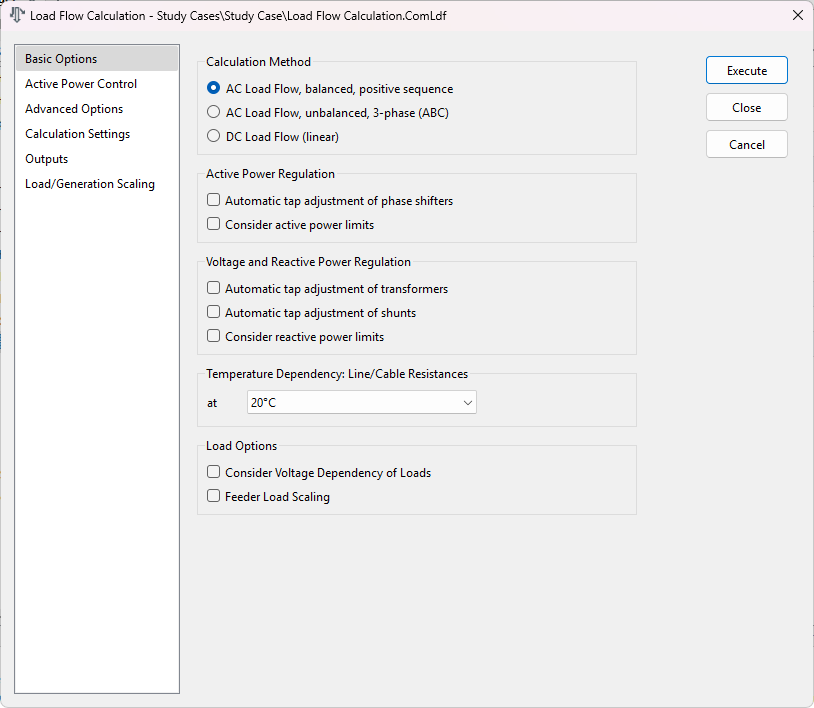 Load Flow Calculation - Study Cases\Study Case\Load Flow Calculation.ComLdf
Basic Options
Active Power Control
Advanced Options
Calculation Settings
Outputs
Load/Generation Scaling
Calculation Method
AC Load Flow, balanced, positive sequence
AC Load Flow, unbalanced, 3-phase (ABC)
DC Load Flow (linear)
Active Power Regulation
Automatic tap adjustment of phase shifters
Consider active power limits
Voltage and Reactive Power Regulation
Automatic tap adjustment of transformers
Automatic tap adjustment of shunts
Consider reactive power limits
Temperature Dependency: Line/Cable Resistances
at 20°C
Load Options
Consider Voltage Dependency of Loads
Feeder Load Scaling
Execute
Close
Cancel